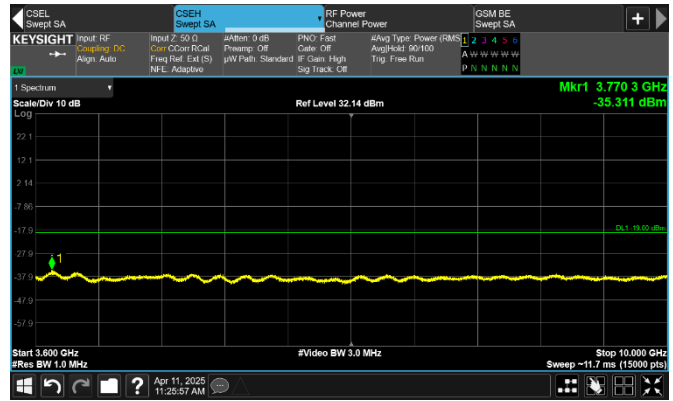 CSEL
Swept SA
CSEH
Swept SA
RF Power
Channel Power
GSM BE
Swept SA
KEYSIGHT
Input: RF
Coupling: DC
Align: Auto
Input Z: 50 Ω
Corr CCorr RCal
Freq Ref: Ext (S)
NFE: Adaptive
#Atten: 0 dB
Preamp: Off
µW Path: Standard
PNO: Fast
Gate: Off
IF Gain: High
Sig Track: Off
#Avg Type: Power (RMS)
Avg|Hold: 90/100
Trig: Free Run
1 2 3 4 5 6
A W W W W W
P N N N N N
LXI
1 Spectrum
Scale/Div 10 dB
Ref Level 32.14 dBm
Mkr1 3.770 3 GHz
-35.311 dBm
Log
22.1
12.1
2.14
-7.86
-17.9
DL1 -19.00 dBm
-27.9
1
-37.9
-47.9
-57.9
Start 3.600 GHz
#Video BW 3.0 MHz
Stop 10.000 GHz
#Res BW 1.0 MHz
Sweep ~11.7 ms (15000 pts)
Apr 11, 2025
11:25:57 AM